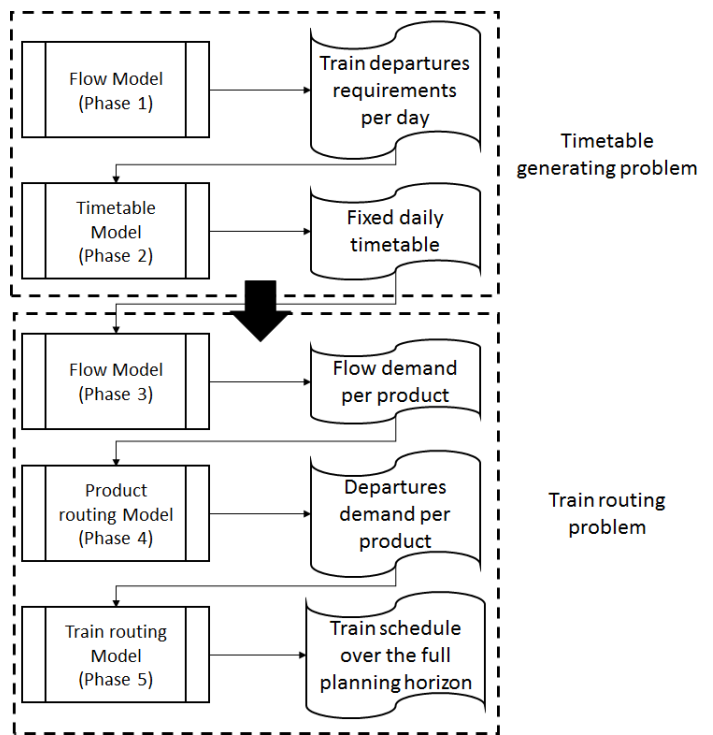 Flow Model
(Phase 1)
Train departures
requirements
per day
Timetable
generating problem
Timetable
Model
(Phase 2)
Fixed daily
timetable
Flow Model
(Phase 3)
Flow demand
per product
Product
routing Model
(Phase 4)
Departures
demand per
product
Train routing
problem
Train routing
Model
(Phase 5)
Train schedule
over the full
planning horizon